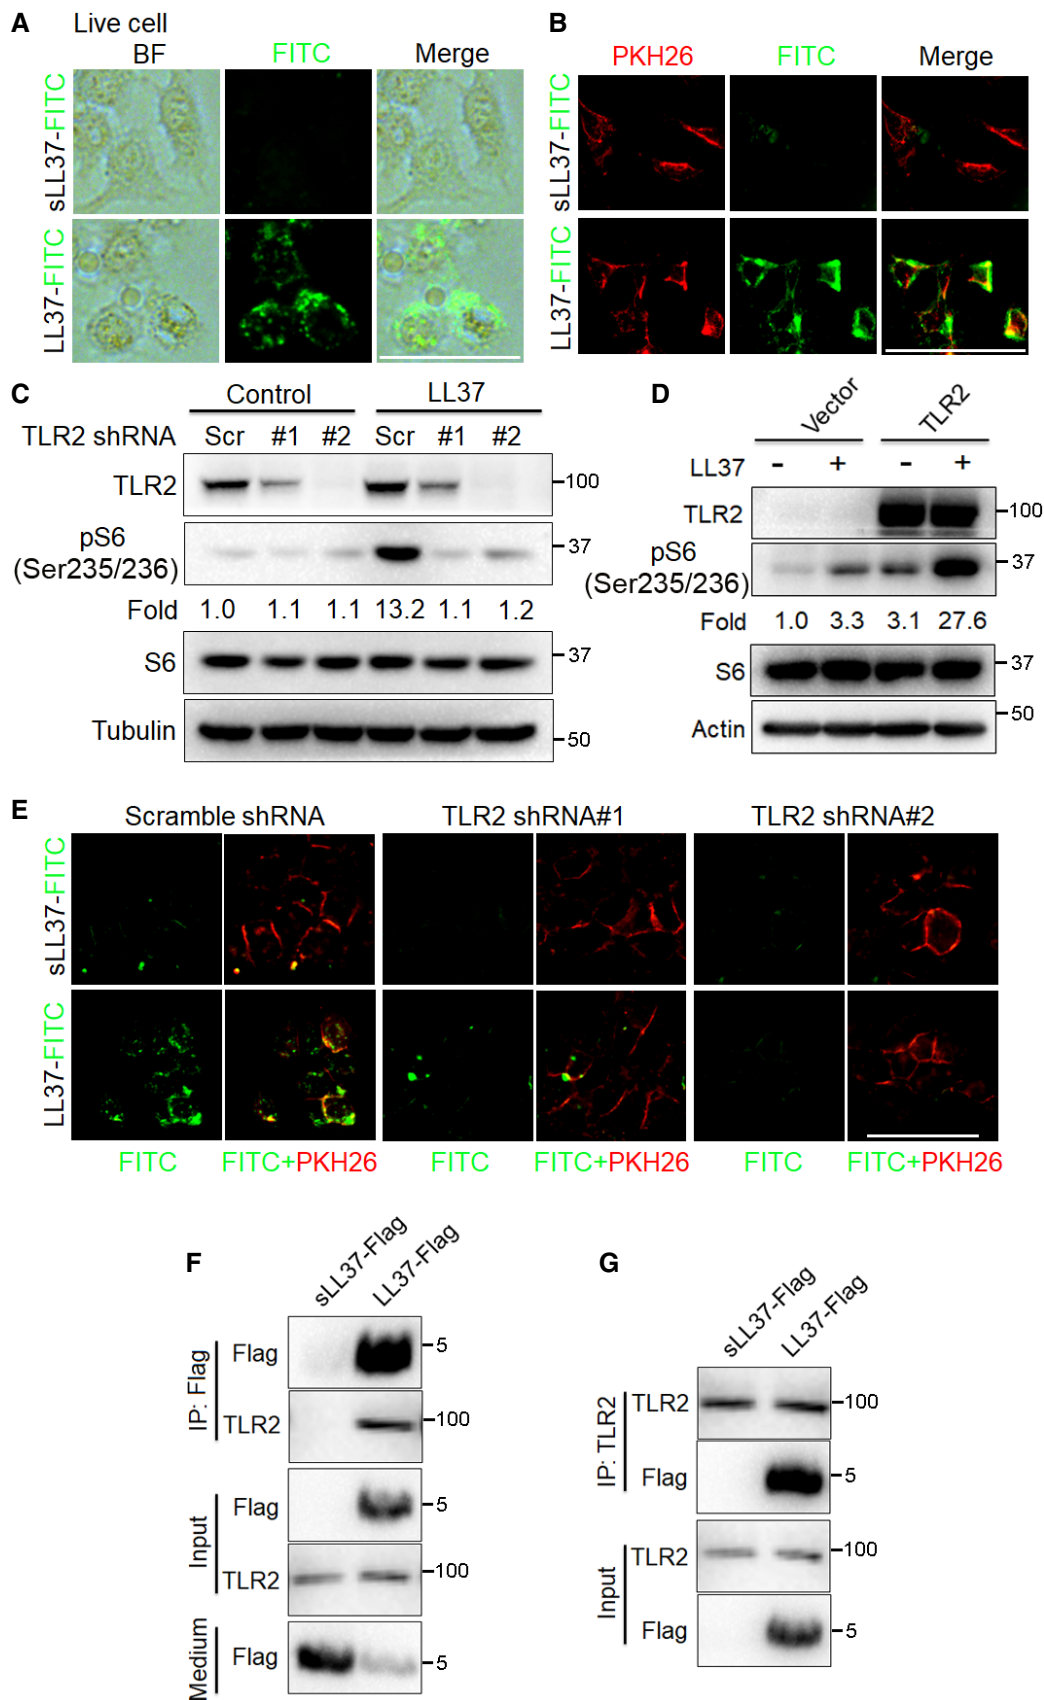 A
Live cell
BF FITC Merge
sLL37-FITC
LL37-FITC
B
PKH26 FITC Merge
sLL37-FITC
LL37-FITC
C
Control LL37
TLR2 shRNA Scr #1 #2 Scr #1 #2
TLR2 100
pS6 37
(Ser235/236)
Fold 1.0 1.1 1.1 13.2 1.1 1.2
S6 37
Tubulin 50
D
Vector TLR2
LL37 - + - +
TLR2 100
pS6 37
(Ser235/236)
Fold 1.0 3.3 3.1 27.6
S6 37
50
Actin
E
Scramble shRNA TLR2 shRNA#1 TLR2 shRNA#2
sLL37-FITC
LL37-FITC
FITC FITC+PKH26 FITC FITC+PKH26 FITC FITC+PKH26
F
sLL37-Flag LL37-Flag
IP: Flag
Flag 5
TLR2 100
Input
Flag 5
TLR2 100
Medium
Flag 5
G
sLL37-Flag LL37-Flag
IP: TLR2
TLR2 100
Flag 5
Input
TLR2 100
Flag 5